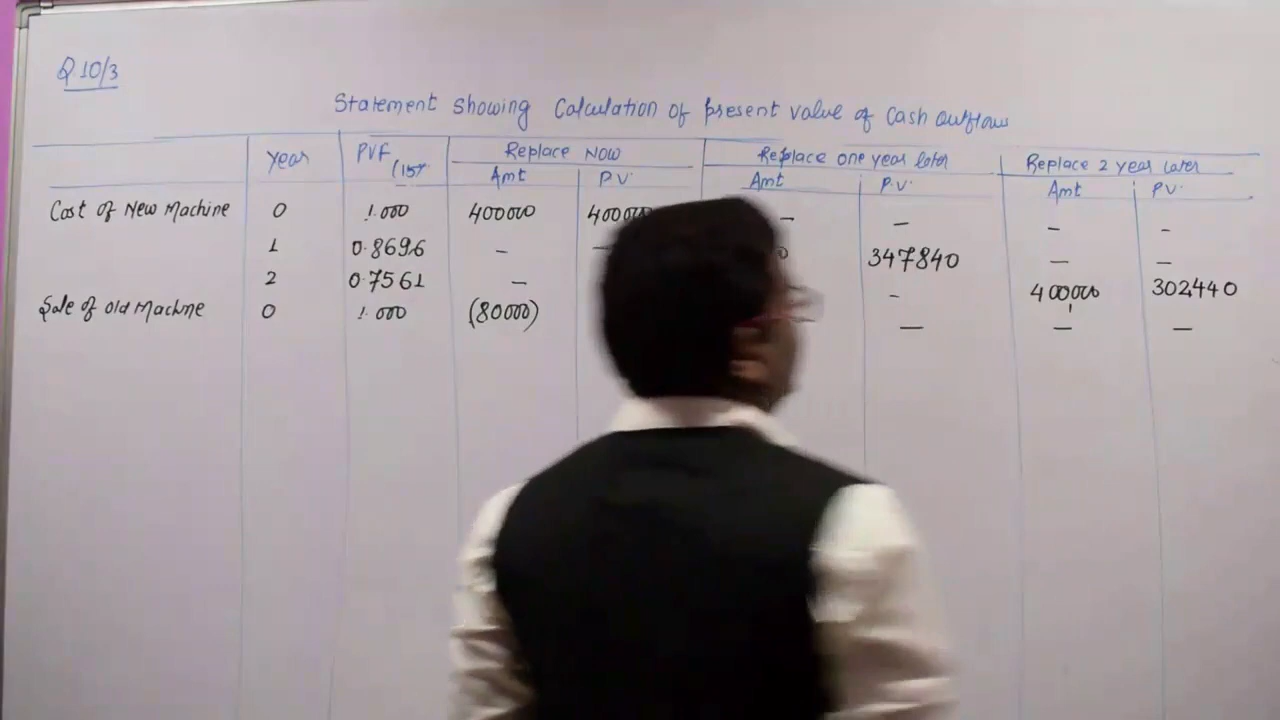 Q 10/3
Statement Showing Calculation of present value of cash outflow
Year PVF Replace Now Replace one year later Replace 2 year later
Amt P.V. Amt P.V. Amt P.V.
Cost of New Machine 0 1.000 400000 400000 - - - -
1 0.8696 - - 347840 - -
2 0.7561 - - 400000 302440
Sale of Old Machine 0 1.000 (80000) - - -